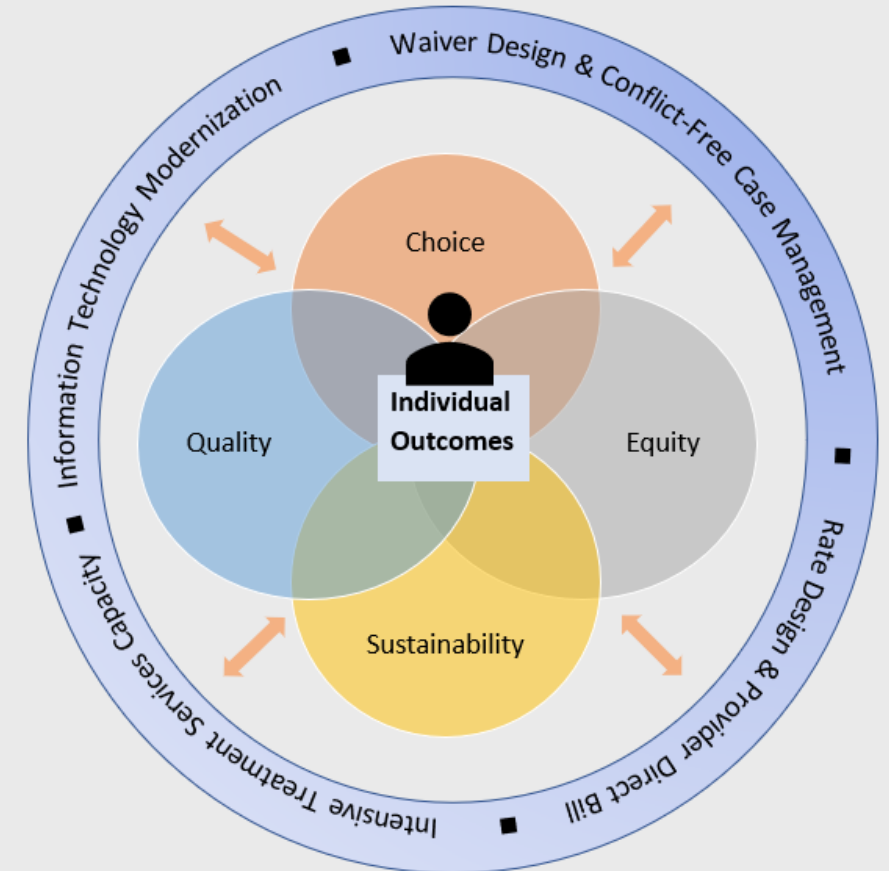 Waiver Design & Conflict-Free Case Management
Rate Design & Provider Direct Bill
Intensive Treatment Services Capacity
Information Technology Modernization
Choice
Individual
Outcomes
Quality
Equity
Sustainability